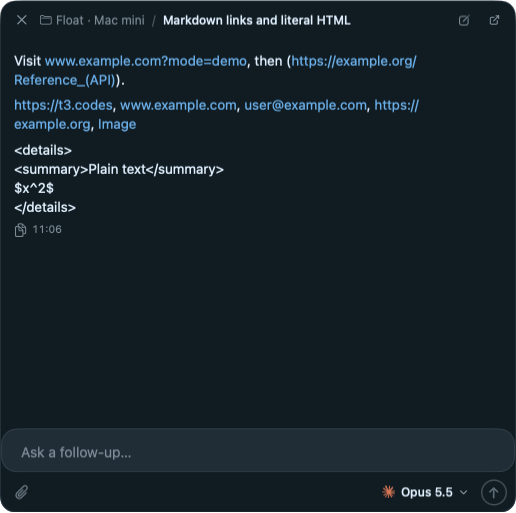 Float · Mac mini / Markdown links and literal HTML
Visit www.example.com?mode=demo, then (https://example.org/
Reference_(API)).
https://t3.codes, www.example.com, user@example.com, https://
example.org, Image
<details>
<summary>Plain text</summary>
$x^2$
</details>
11:06
Ask a follow-up...
Opus 5.5